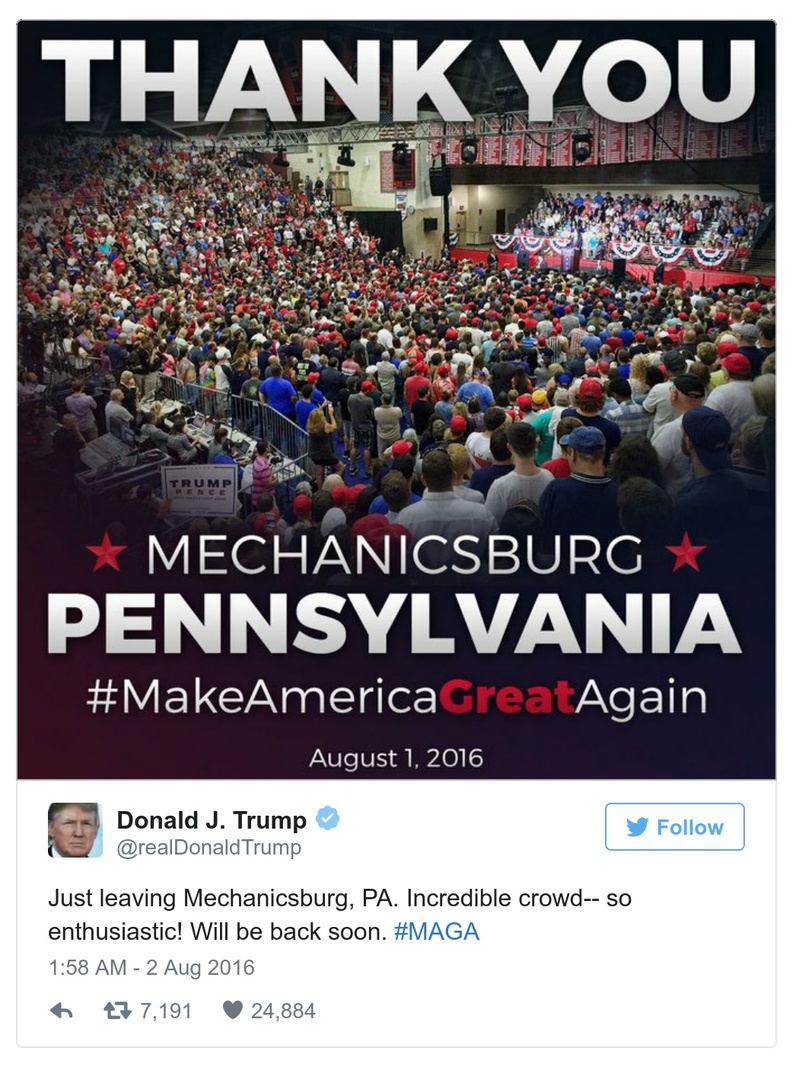 THANK YOU
TRUMP
PENCE
★ MECHANICSBURG ★
PENNSYLVANIA
#MakeAmericaGreatAgain
August 1, 2016
Donald J. Trump
@realDonaldTrump
Follow
Just leaving Mechanicsburg, PA. Incredible crowd-- so
enthusiastic! Will be back soon. #MAGA
1:58 AM - 2 Aug 2016
7,191 24,884